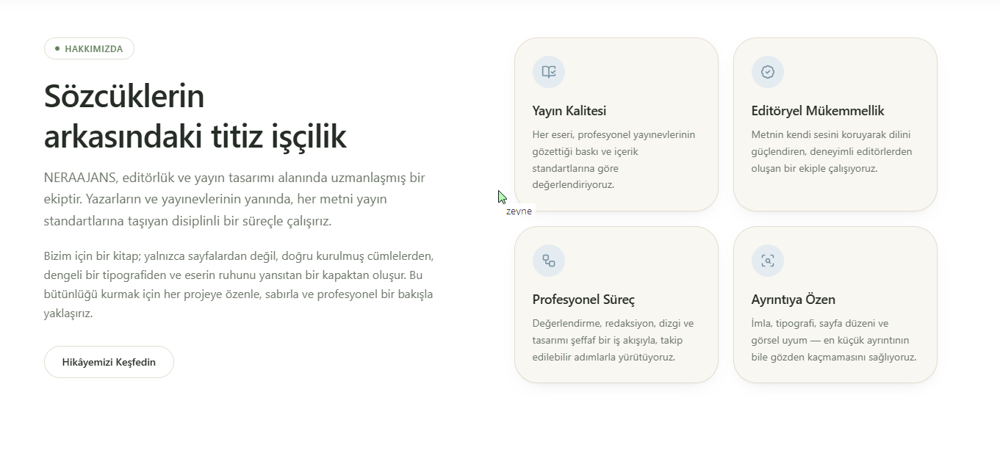 HAKKIMIZDA
Sözcüklerin
arkasındaki titiz işçilik
NERAAJANS, editörlük ve yayın tasarımı alanında uzmanlaşmış bir
ekiptir. Yazarların ve yayınevlerinin yanında, her metni yayın
standartlarına taşıyan disiplinli bir süreçle çalışırız.
Bizim için bir kitap; yalnızca sayfalardan değil, doğru kurulmuş cümlelerden,
dengeli bir tipografiden ve eserin ruhunu yansıtan bir kapaktan oluşur. Bu
bütünlüğü kurmak için her projeye özenle, sabırla ve profesyonel bir bakışla
yaklaşırız.
Hikâyemizi Keşfedin
Yayın Kalitesi
Her eseri, profesyonel yayınevlerinin
gözettiği baskı ve içerik
standartlarına göre
değerlendiriyoruz.
Editöryel Mükemmellik
Metnin kendi sesini koruyarak dilini
güçlendiren, deneyimli editörlerden
oluşan bir ekiple çalışıyoruz.
zeyne
Profesyonel Süreç
Değerlendirme, redaksiyon, dizgi ve
tasarımı şeffaf bir iş akışıyla, takip
edilebilir adımlarla yürütüyoruz.
Ayrıntıya Özen
İmla, tipografi, sayfa düzeni ve
görsel uyum — en küçük ayrıntının
bile gözden kaçmamasını sağlıyoruz.